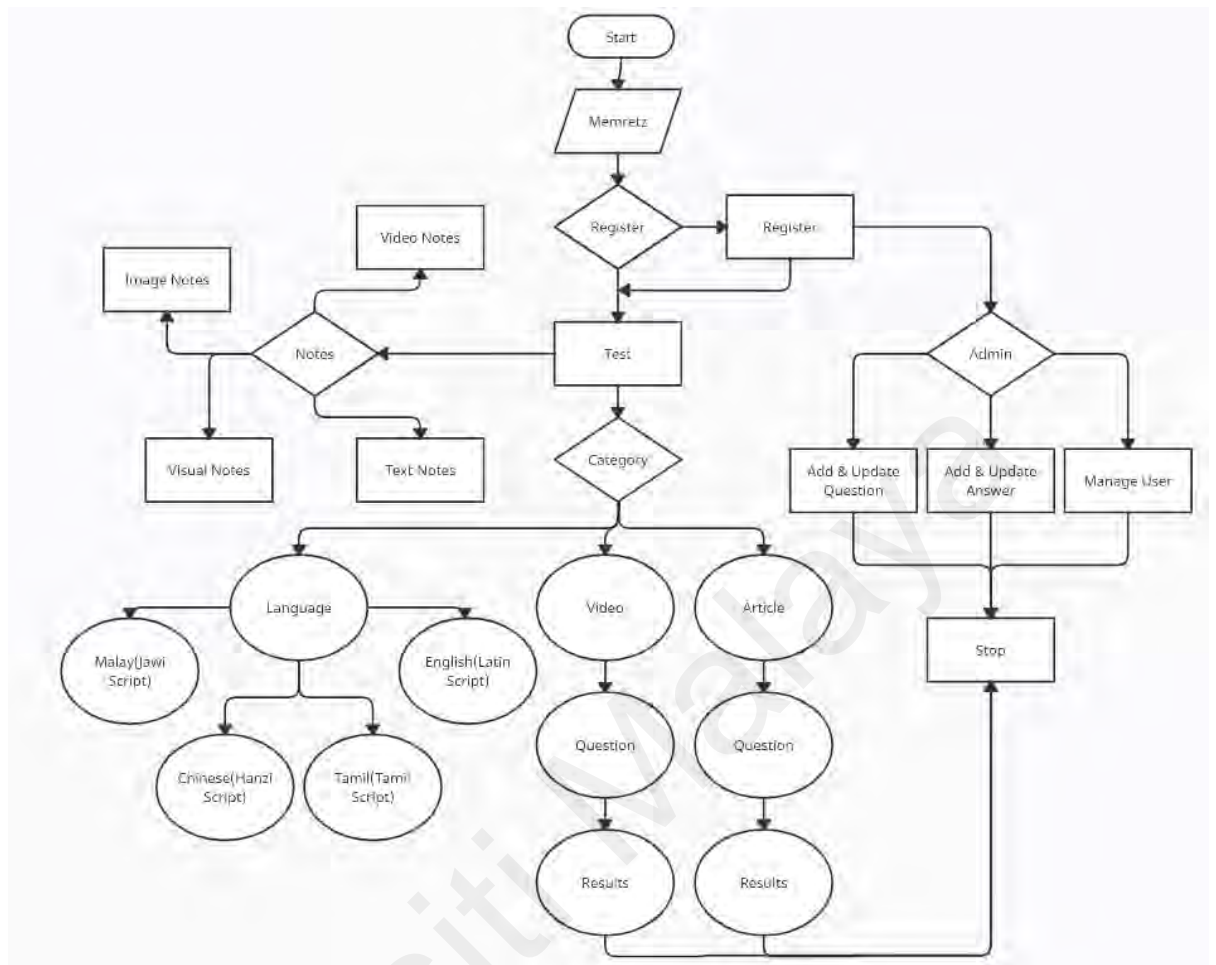 Start
Memretz
Register
Register
Video Notes
Image Notes
Notes
Test
Admin
Visual Notes
Text Notes
Category
Add & Update
Question
Add & Update
Answer
Manage User
Language
Video
Article
Malay(Jawi
Script)
English(Latin
Script)
Stop
Chinese(Hanzi
Script)
Tamil(Tamil
Script)
Question
Question
Results
Results
siti Malaya